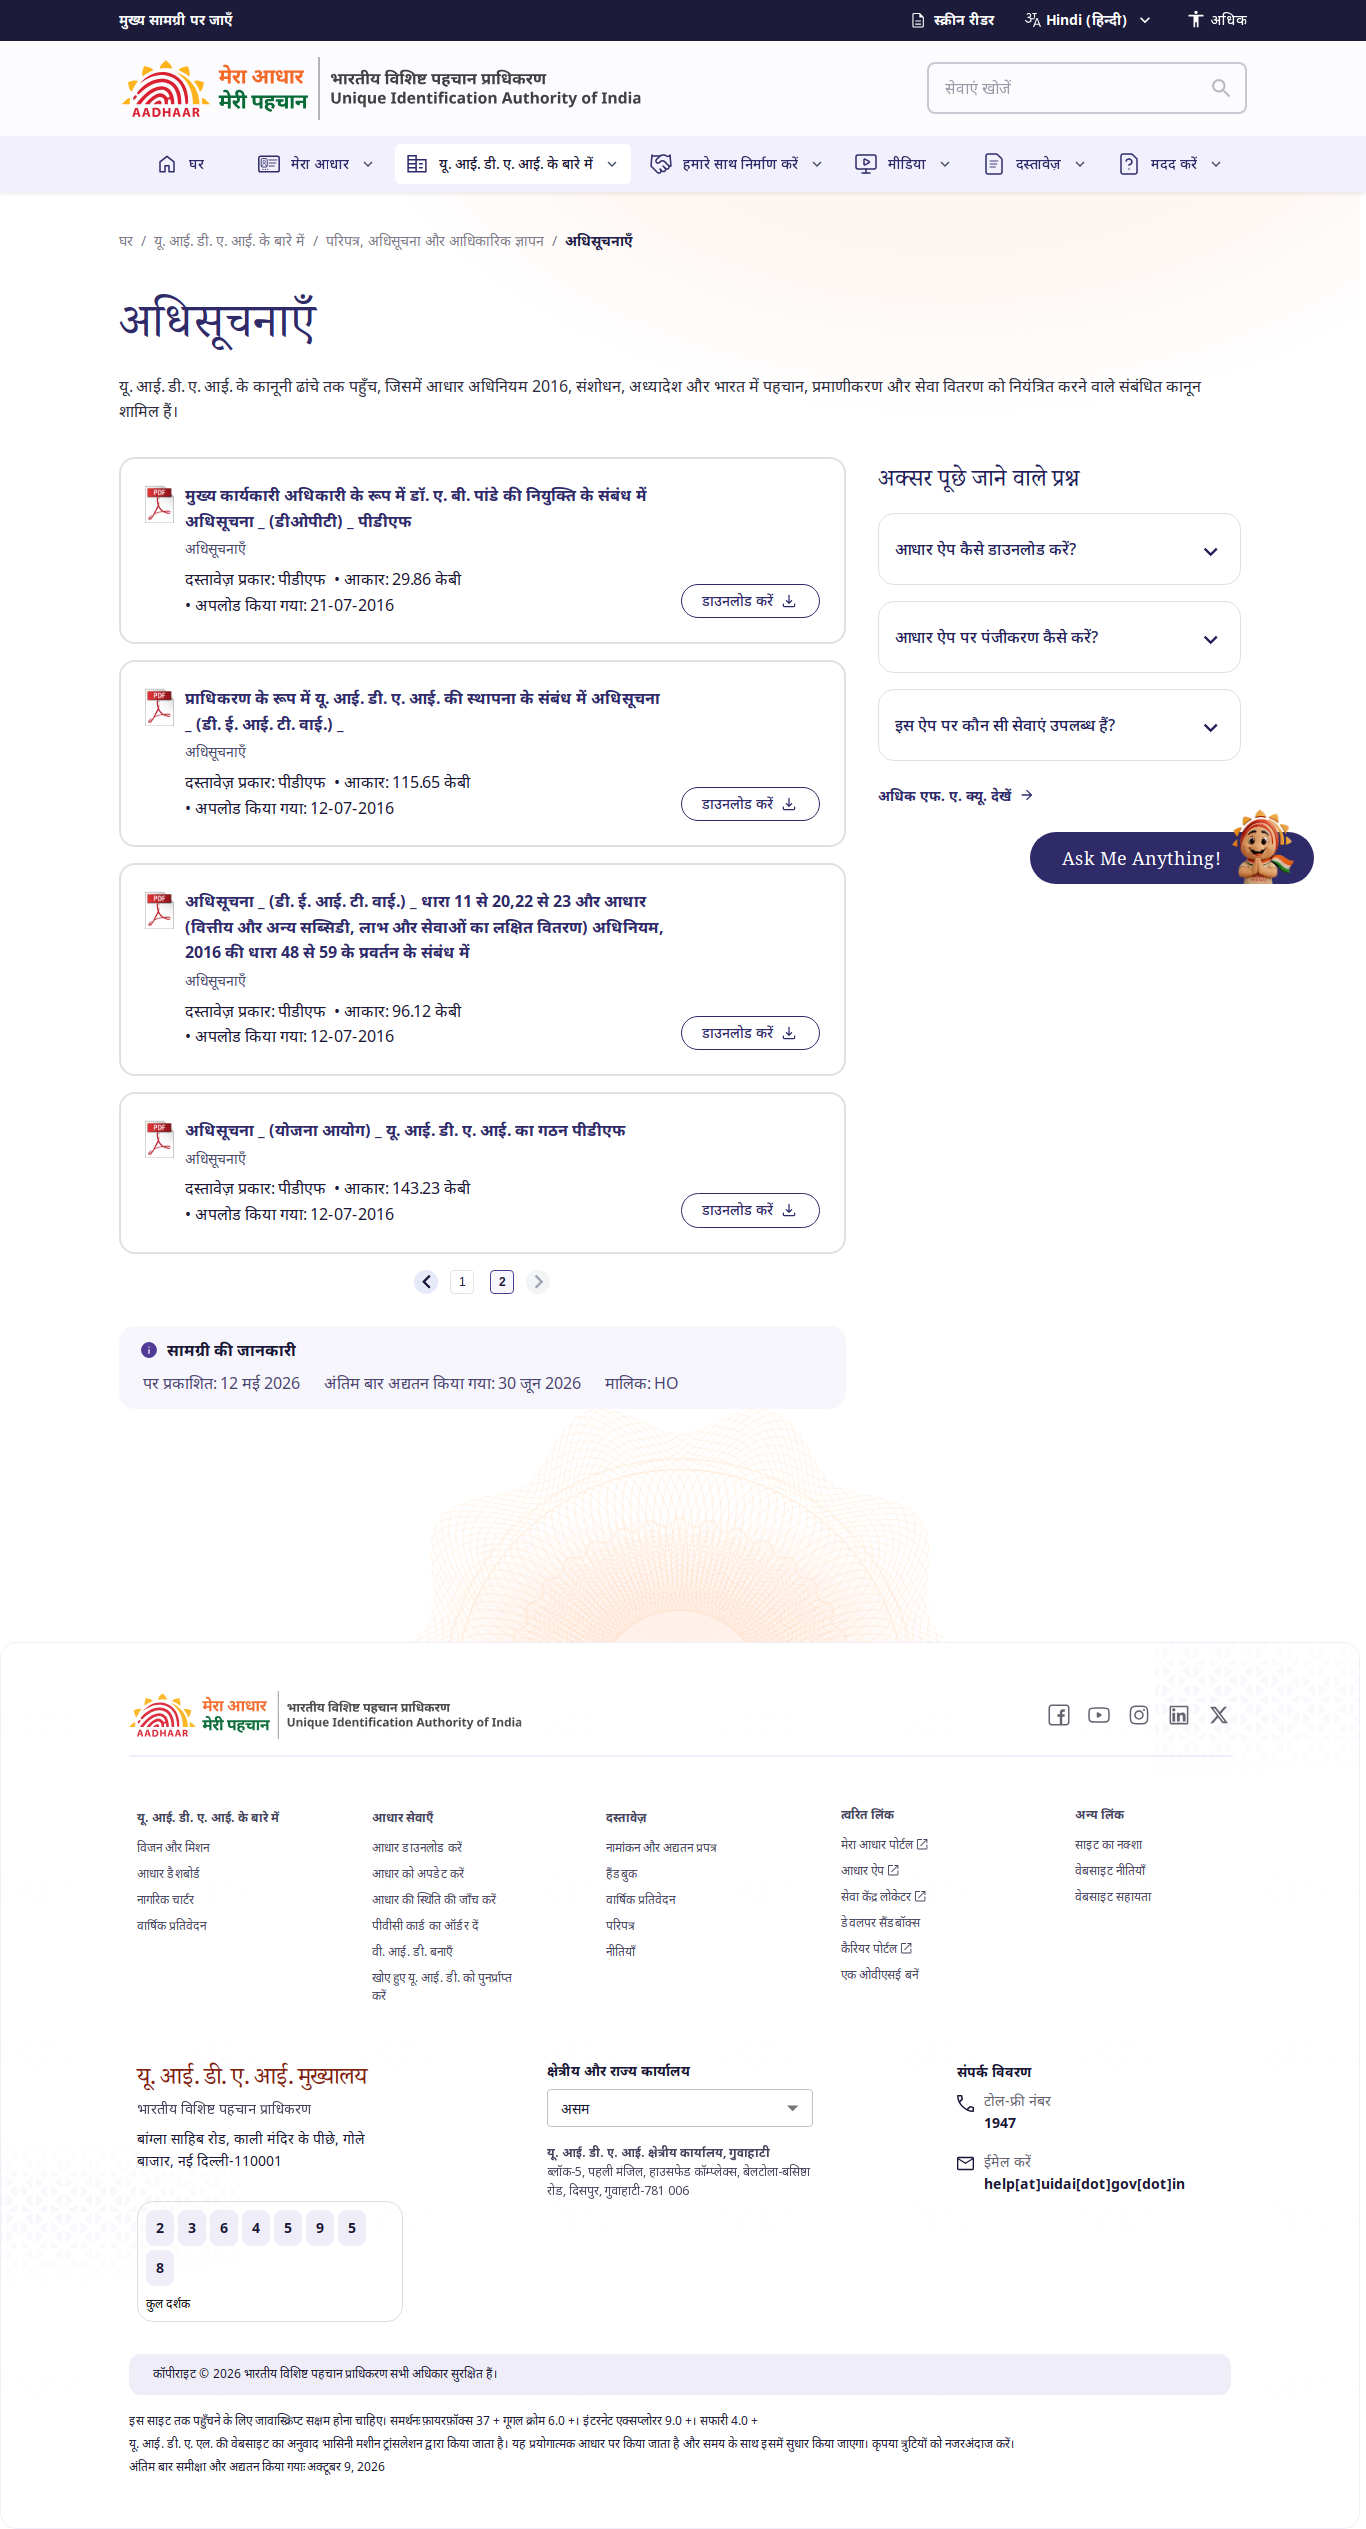 मुख्य सामग्री पर जाएँ
स्क्रीन रीडर
Hindi (हिन्दी)
अधिक
मेरा आधार
मेरी पहचान
AADHAAR
भारतीय विशिष्ट पहचान प्राधिकरण
Unique Identification Authority of India
सेवाएं खोजें
घर
मेरा आधार
यू. आई. डी. ए. आई. के बारे में
हमारे साथ निर्माण करें
मीडिया
दस्तावेज़
मदद करें
घर / यू. आई. डी. ए. आई. के बारे में / परिपत्र, अधिसूचना और आधिकारिक ज्ञापन / अधिसूचनाएँ
अधिसूचनाएँ
यू. आई. डी. ए. आई. के कानूनी ढांचे तक पहुँच, जिसमें आधार अधिनियम 2016, संशोधन, अध्यादेश और भारत में पहचान, प्रमाणीकरण और सेवा वितरण को नियंत्रित करने वाले संबंधित कानून
शामिल हैं।
PDF
मुख्य कार्यकारी अधिकारी के रूप में डॉ. ए. बी. पांडे की नियुक्ति के संबंध में
अधिसूचना _ (डीओपीटी) _ पीडीएफ
अधिसूचनाएँ
दस्तावेज़ प्रकार: पीडीएफ • आकार: 29.86 केबी
• अपलोड किया गया: 21-07-2016
डाउनलोड करें
PDF
प्राधिकरण के रूप में यू. आई. डी. ए. आई. की स्थापना के संबंध में अधिसूचना
_ (डी. ई. आई. टी. वाई.) _
अधिसूचनाएँ
दस्तावेज़ प्रकार: पीडीएफ • आकार: 115.65 केबी
• अपलोड किया गया: 12-07-2016
डाउनलोड करें
PDF
अधिसूचना _ (डी. ई. आई. टी. वाई.) _ धारा 11 से 20,22 से 23 और आधार
(वित्तीय और अन्य सब्सिडी, लाभ और सेवाओं का लक्षित वितरण) अधिनियम,
2016 की धारा 48 से 59 के प्रवर्तन के संबंध में
अधिसूचनाएँ
दस्तावेज़ प्रकार: पीडीएफ • आकार: 96.12 केबी
• अपलोड किया गया: 12-07-2016
डाउनलोड करें
PDF
अधिसूचना _ (योजना आयोग) _ यू. आई. डी. ए. आई. का गठन पीडीएफ
अधिसूचनाएँ
दस्तावेज़ प्रकार: पीडीएफ • आकार: 143.23 केबी
• अपलोड किया गया: 12-07-2016
डाउनलोड करें
1 2
सामग्री की जानकारी
पर प्रकाशित: 12 मई 2026 अंतिम बार अद्यतन किया गया: 30 जून 2026 मालिक: HO
अक्सर पूछे जाने वाले प्रश्न
आधार ऐप कैसे डाउनलोड करें?
आधार ऐप पर पंजीकरण कैसे करें?
इस ऐप पर कौन सी सेवाएं उपलब्ध हैं?
अधिक एफ. ए. क्यू. देखें
Ask Me Anything!
मेरा आधार
मेरी पहचान
AADHAAR
भारतीय विशिष्ट पहचान प्राधिकरण
Unique Identification Authority of India
यू. आई. डी. ए. आई. के बारे में
विजन और मिशन
आधार डैशबोर्ड
नागरिक चार्टर
वार्षिक प्रतिवेदन
आधार सेवाएँ
आधार डाउनलोड करें
आधार को अपडेट करें
आधार की स्थिति की जाँच करें
पीवीसी कार्ड का ऑर्डर दें
वी. आई. डी. बनाएँ
खोए हुए यू. आई. डी. को पुनर्प्राप्त
करें
दस्तावेज़
नामांकन और अद्यतन प्रपत्र
हैंडबुक
वार्षिक प्रतिवेदन
परिपत्र
नीतियाँ
त्वरित लिंक
मेरा आधार पोर्टल
आधार ऐप
सेवा केंद्र लोकेटर
डेवलपर सैंडबॉक्स
कैरियर पोर्टल
एक ओवीएसई बनें
अन्य लिंक
साइट का नक्शा
वेबसाइट नीतियाँ
वेबसाइट सहायता
यू. आई. डी. ए. आई. मुख्यालय
भारतीय विशिष्ट पहचान प्राधिकरण
बांग्ला साहिब रोड, काली मंदिर के पीछे, गोले
बाजार, नई दिल्ली-110001
2 3 6 4 5 9 5
8
कुल दर्शक
क्षेत्रीय और राज्य कार्यालय
असम
यू. आई. डी. ए. आई. क्षेत्रीय कार्यालय, गुवाहाटी
ब्लॉक-5, पहली मंजिल, हाउसफेड कॉम्प्लेक्स, बेलटोला-बसिष्टा
रोड, दिसपुर, गुवाहाटी-781 006
संपर्क विवरण
टोल-फ्री नंबर
1947
ईमेल करें
help[at]uidai[dot]gov[dot]in
कॉपीराइट © 2026 भारतीय विशिष्ट पहचान प्राधिकरण सभी अधिकार सुरक्षित हैं।
इस साइट तक पहुँचने के लिए जावास्क्रिप्ट सक्षम होना चाहिए। समर्थनः फ़ायरफ़ॉक्स 37 + गूगल क्रोम 6.0 +। इंटरनेट एक्सप्लोरर 9.0 +। सफारी 4.0 +
यू. आई. डी. ए. एल. की वेबसाइट का अनुवाद भासिनी मशीन ट्रांसलेशन द्वारा किया जाता है। यह प्रयोगात्मक आधार पर किया जाता है और समय के साथ इसमें सुधार किया जाएगा। कृपया त्रुटियों को नजरअंदाज करें।
अंतिम बार समीक्षा और अद्यतन किया गयाः अक्टूबर 9, 2026